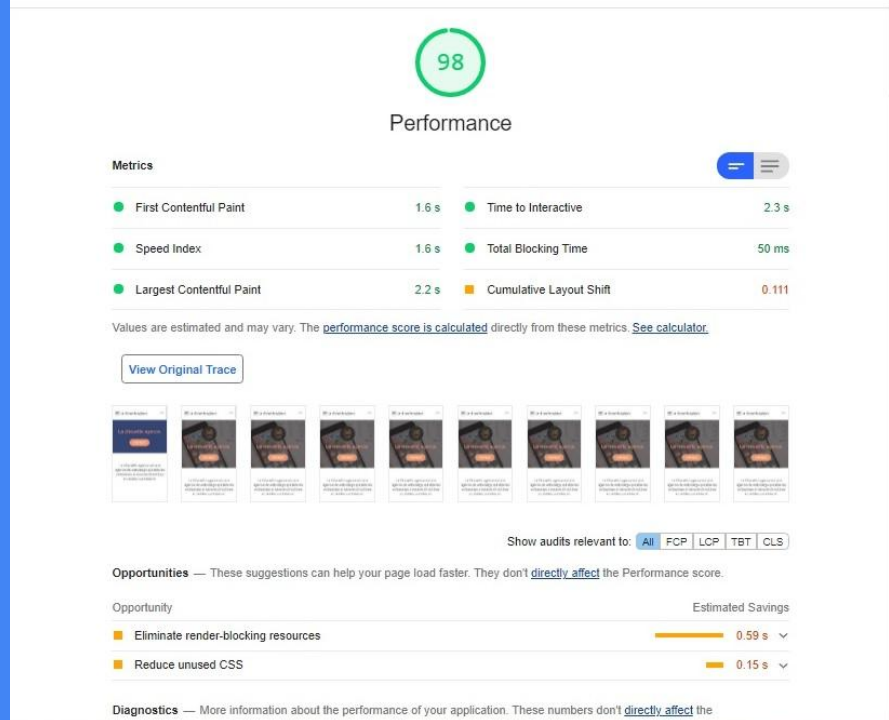 98
Performance
Metrics
First Contentful Paint 1.6 s
Time to Interactive 2.3 s
Speed Index 1.6 s
Total Blocking Time 50 ms
Largest Contentful Paint 2.2 s
Cumulative Layout Shift 0.111
Values are estimated and may vary. The performance score is calculated directly from these metrics. See calculator.
View Original Trace
Show audits relevant to: All FCP LCP TBT CLS
Opportunities — These suggestions can help your page load faster. They don't directly affect the Performance score.
Opportunity Estimated Savings
Eliminate render-blocking resources 0.59 s
Reduce unused CSS 0.15 s
Diagnostics — More information about the performance of your application. These numbers don't directly affect the